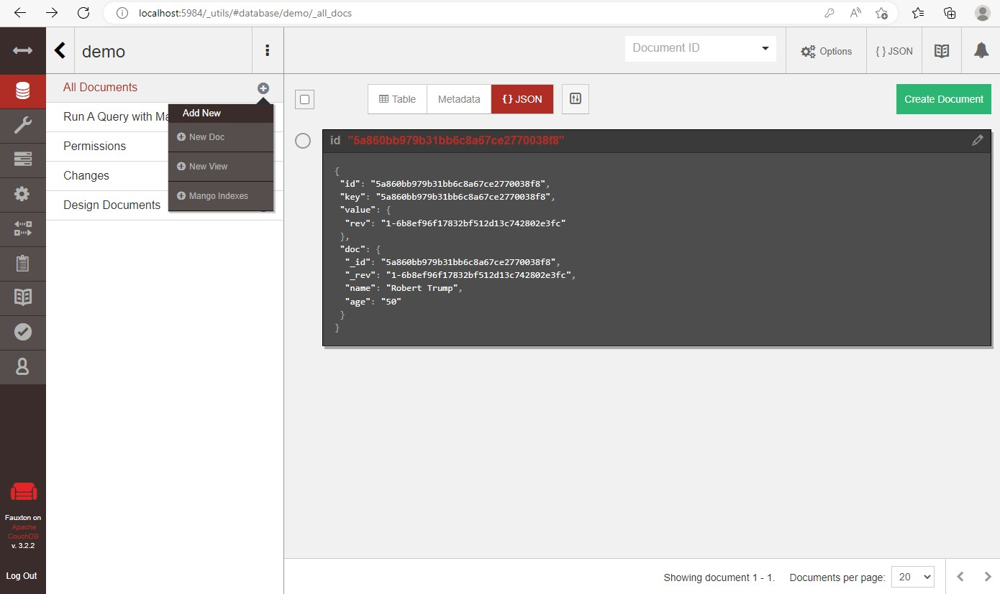 localhost:5984/_utils/#database/demo/_all_docs
demo
Document ID
Options
{ } JSON
All Documents
Run A Query with Ma
Permissions
Changes
Design Documents
Add New
New Doc
New View
Mango Indexes
Table
Metadata
{ } JSON
Create Document
id "5a860bb979b31bb6c8a67ce2770038f8"
{
"id": "5a860bb979b31bb6c8a67ce2770038f8",
"key": "5a860bb979b31bb6c8a67ce2770038f8",
"value": {
"rev": "1-6b8ef96f17832bf512d13c742802e3fc"
},
"doc": {
"_id": "5a860bb979b31bb6c8a67ce2770038f8",
"_rev": "1-6b8ef96f17832bf512d13c742802e3fc",
"name": "Robert Trump",
"age": "50"
}
}
Fauxton on
Apache
CouchDB
v. 3.2.2
Log Out
Showing document 1 - 1.
Documents per page:
20